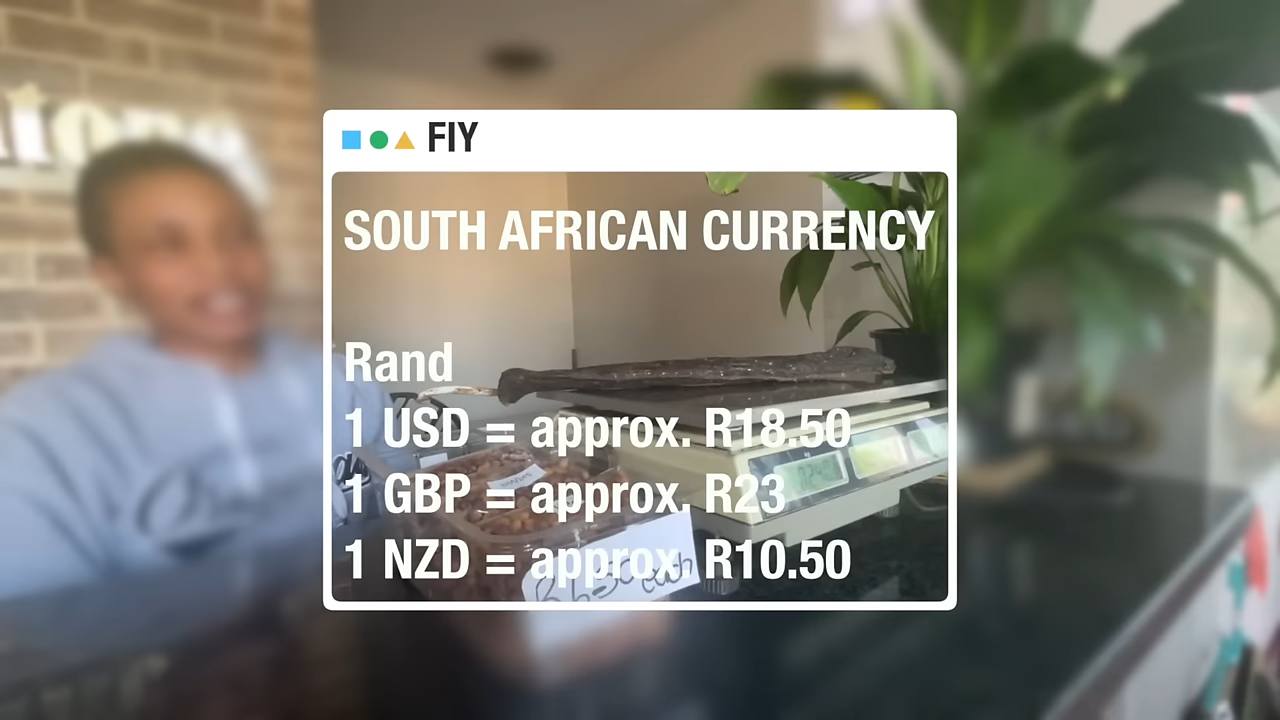 FIY
SOUTH AFRICAN CURRENCY
Rand
1 USD = approx. R18.50
1 GBP = approx. R23
1 NZD = approx. R10.50